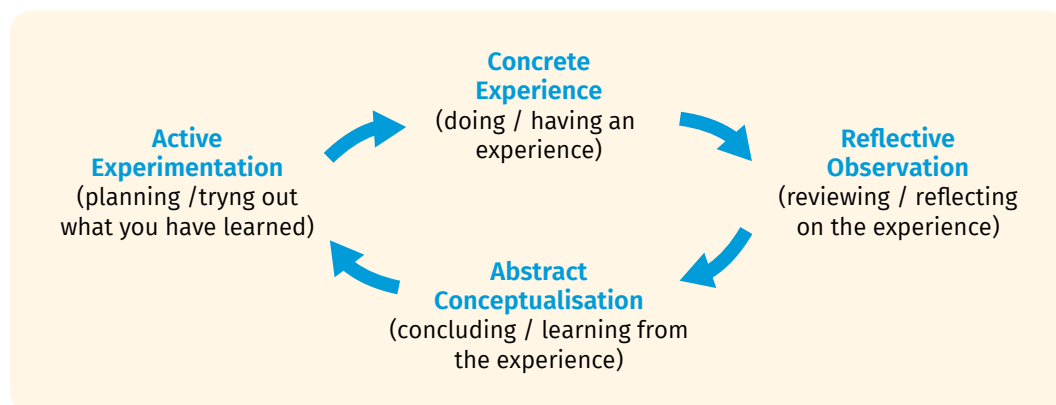 Concrete
Experience
(doing / having an
experience)
Reflective
Observation
(reviewing / reflecting
on the experience)
Abstract
Conceptualisation
(concluding / learning from
the experience)
Active
Experimentation
(planning /tryng out
what you have learned)